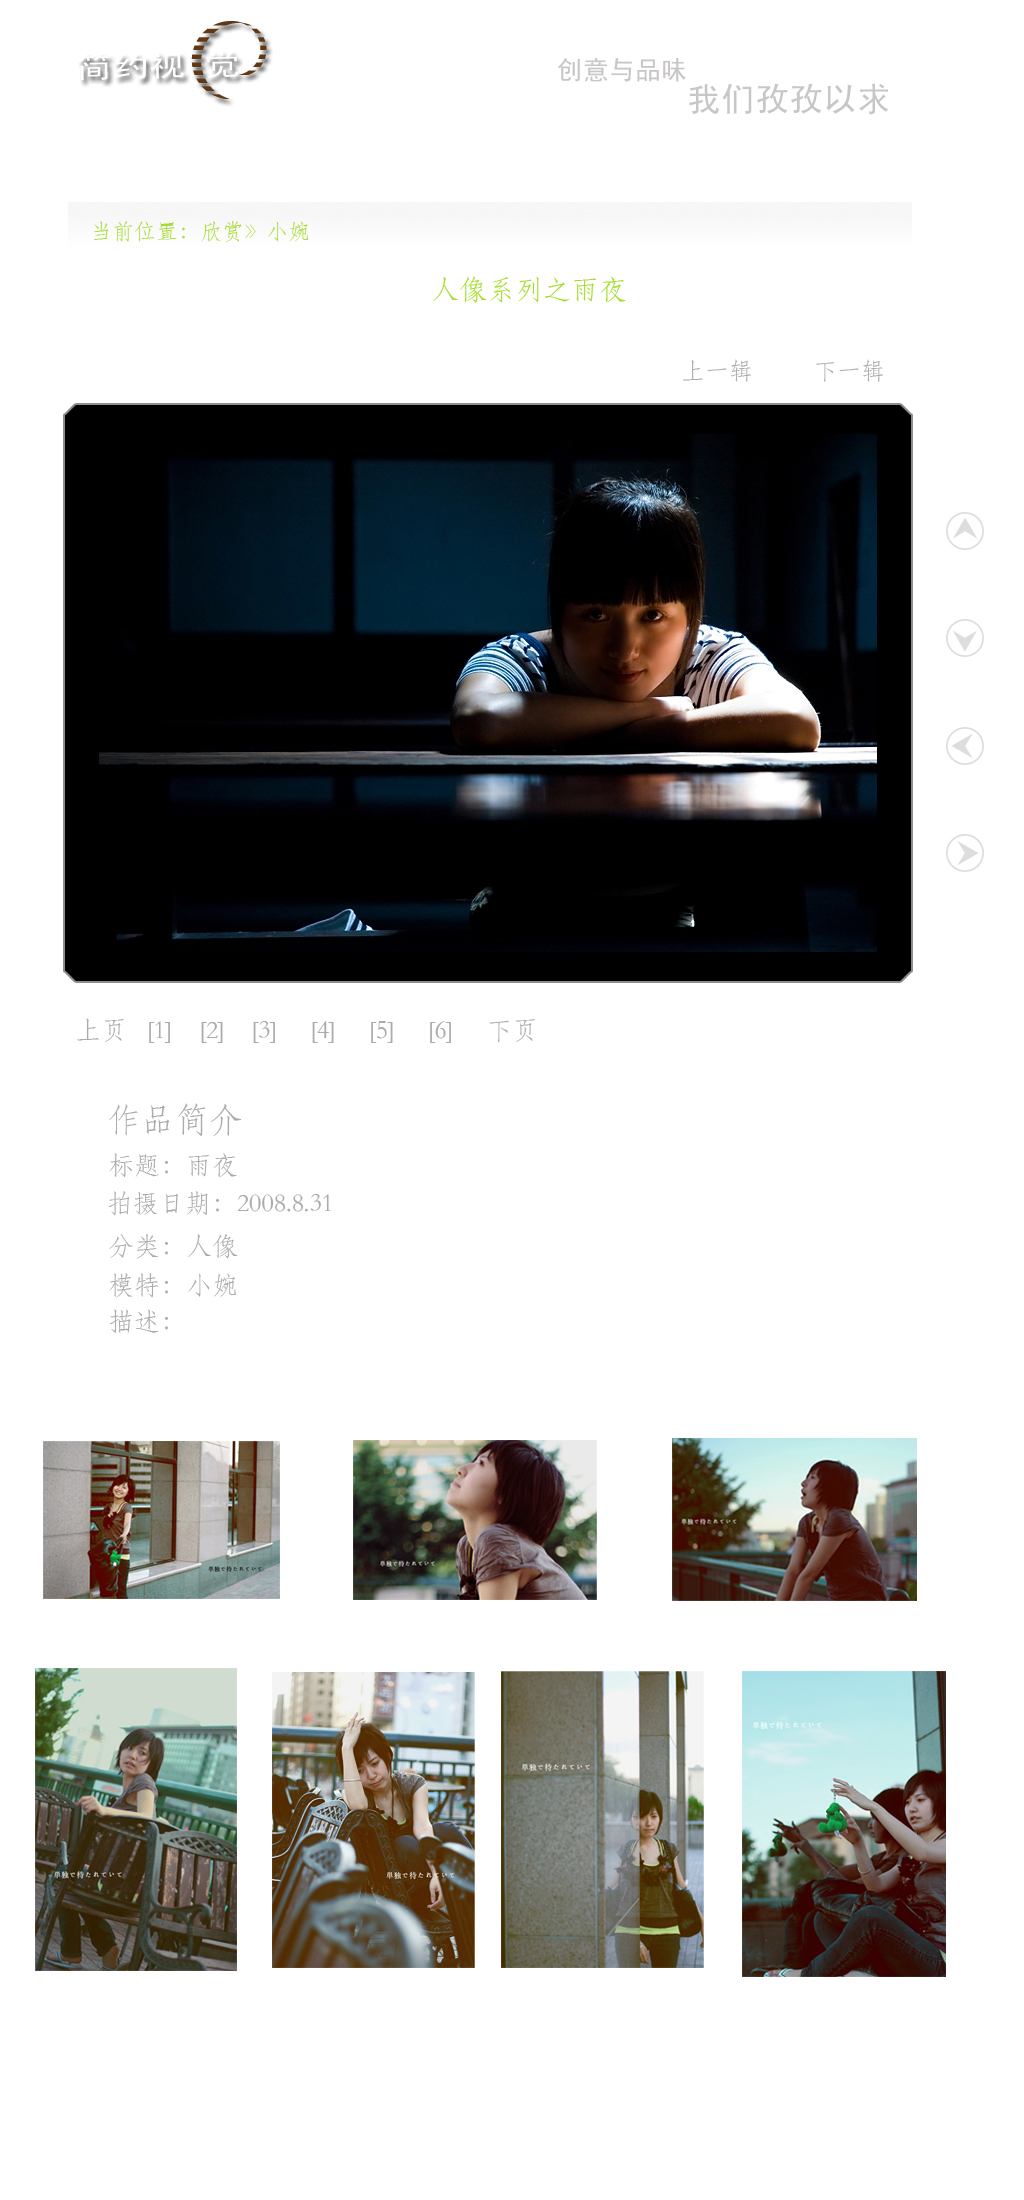 简约视觉
创意与品味
我们孜孜以求
当前位置：欣赏》小婉
人像系列之雨夜
上一辑 下一辑
上页 [1] [2] [3] [4] [5] [6] 下页
作品简介
标题：雨夜
拍摄日期：2008.8.31
分类：人像
模特：小婉
描述：
単独で待たれていて
単独で待たれていて
単独で待たれていて
単独で待たれていて
単独で待たれていて
単独で待たれていて
単独で待たれていて